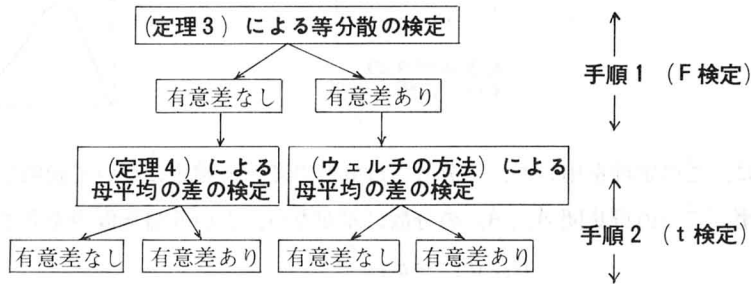 (定理3) による等分散の検定
手順1 (F検定)
有意差なし 有意差あり
(定理4) による
母平均の差の検定
(ウェルチの方法) による
母平均の差の検定
手順2 (t検定)
有意差なし 有意差あり 有意差なし 有意差あり